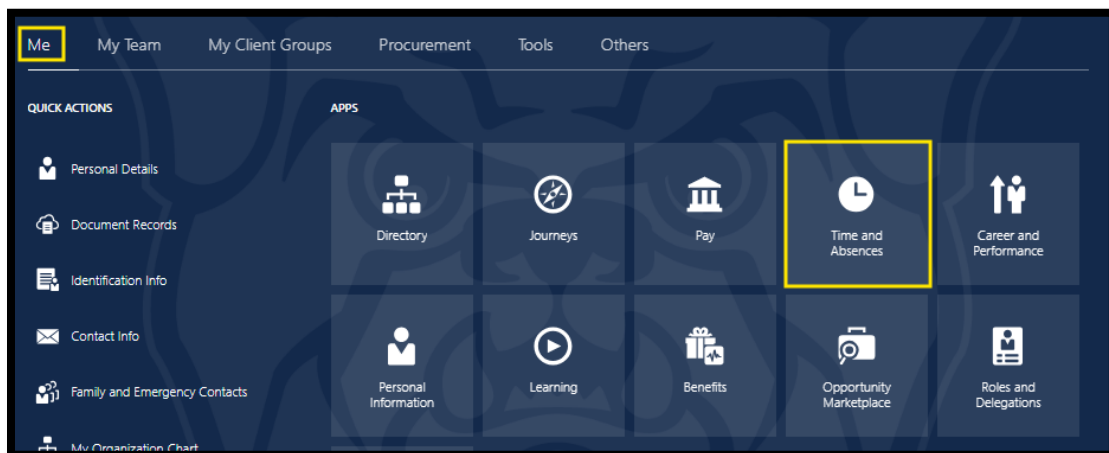 Me My Team My Client Groups Procurement Tools Others
QUICK ACTIONS
APPS
Personal Details
Document Records
Identification Info
Contact Info
Family and Emergency Contacts
My Organization Chart
Directory
Journeys
Pay
Time and
Absences
Career and
Performance
Personal
Information
Learning
Benefits
Opportunity
Marketplace
Roles and
Delegations